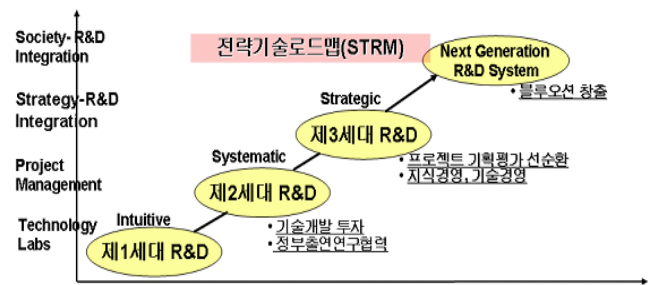 Society- R&D
Integration
전략기술로드맵(STRM)
Next Generation
R&D System
• 블루오션 창출
Strategy-R&D
Integration
Strategic
제3세대 R&D
• 프로젝트 기획평가 선순환
• 지식경영, 기술경영
Project
Management
Systematic
제2세대 R&D
• 기술개발 투자
• 정부출연연구협력
Technology
Labs
Intuitive
제1세대 R&D